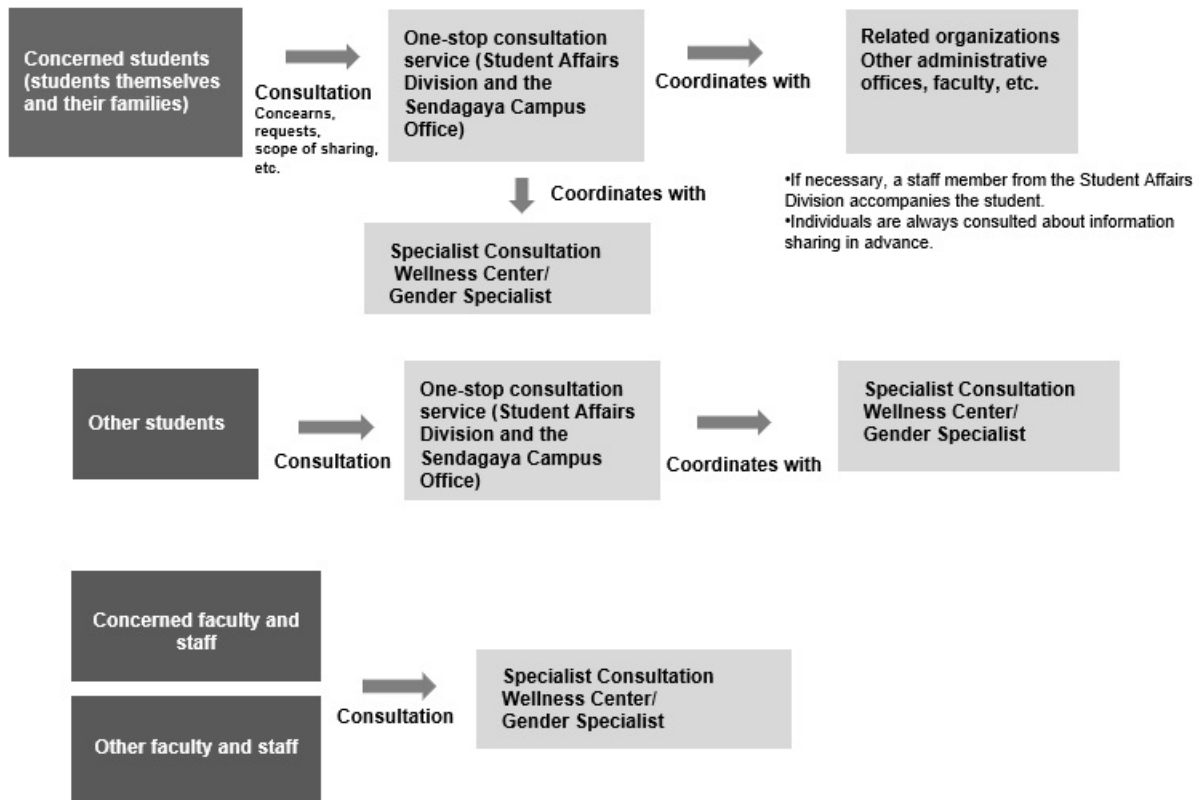 Concerned students
(students themselves
and their families)
Consultation
Concearns,
requests,
scope of sharing,
etc.
One-stop consultation
service (Student Affairs
Division and the
Sendagaya Campus
Office)
Coordinates with
Related organizations
Other administrative
offices, faculty, etc.
•If necessary, a staff member from the Student Affairs
Division accompanies the student.
•Individuals are always consulted about information
sharing in advance.
Coordinates with
Specialist Consultation
Wellness Center/
Gender Specialist
Other students
Consultation
One-stop consultation
service (Student Affairs
Division and the
Sendagaya Campus
Office)
Coordinates with
Specialist Consultation
Wellness Center/
Gender Specialist
Concerned faculty and
staff
Other faculty and staff
Consultation
Specialist Consultation
Wellness Center/
Gender Specialist